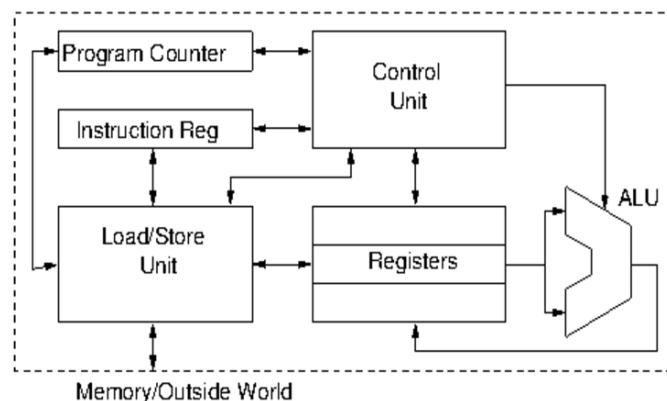 Program Counter
Control
Unit
Instruction Reg
ALU
Load/Store
Unit
Registers
Memory/Outside World